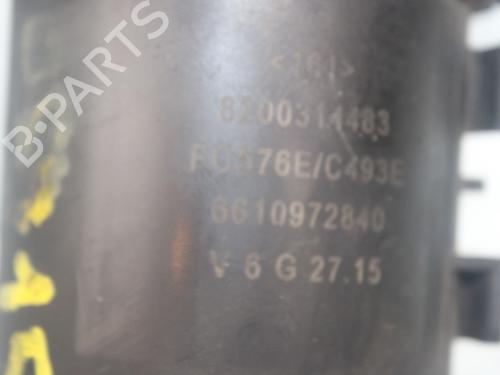 B-PARTS
<161>
8200314483
FC576E/C493E
6610972840
V 6 G 27.15